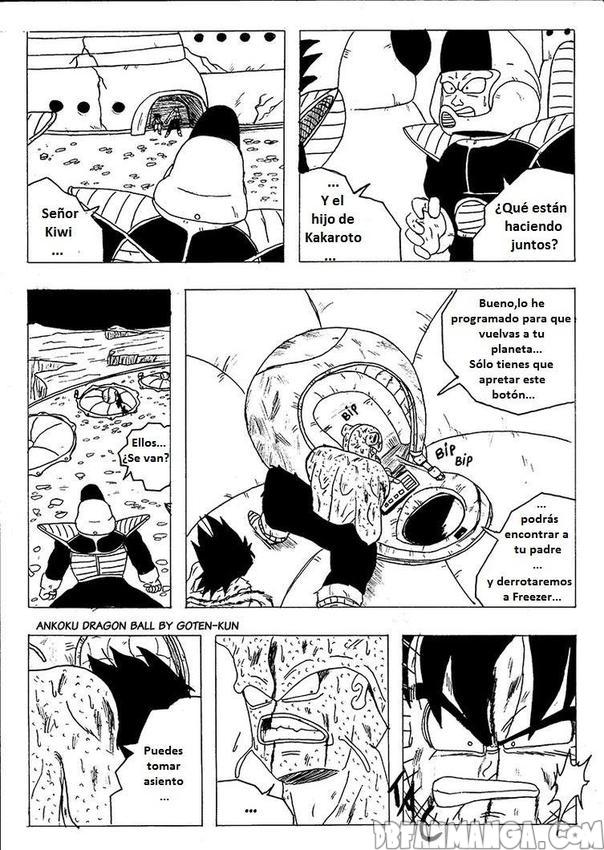 Señor
Kiwi
...
...
Y el
hijo de
Kakaroto
¿Qué están
haciendo
juntos?
Ellos...
¿Se van?
Bueno,lo he
programado para que
vuelvas a tu
planeta...
Sólo tienes que
apretar este
botón...
BIP
BIP
BIP
...
podrás
encontrar a
tu padre
...
y derrotaremos
a Freezer...
ANKOKU DRAGON BALL BY GOTEN-KUN
Puedes
tomar
asiento
...
...
DBFANMANGA.COM